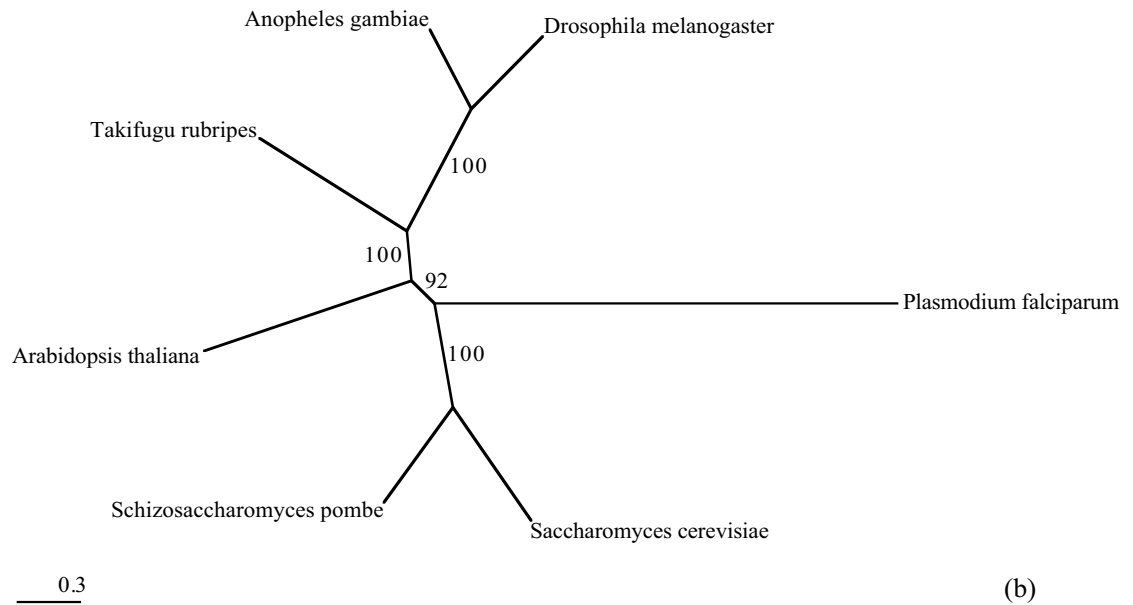 Anopheles gambiae
Drosophila melanogaster
Takifugu rubripes
100
100
92
Plasmodium falciparum
Arabidopsis thaliana
100
Schizosaccharomyces pombe
Saccharomyces cerevisiae
0.3
(b)